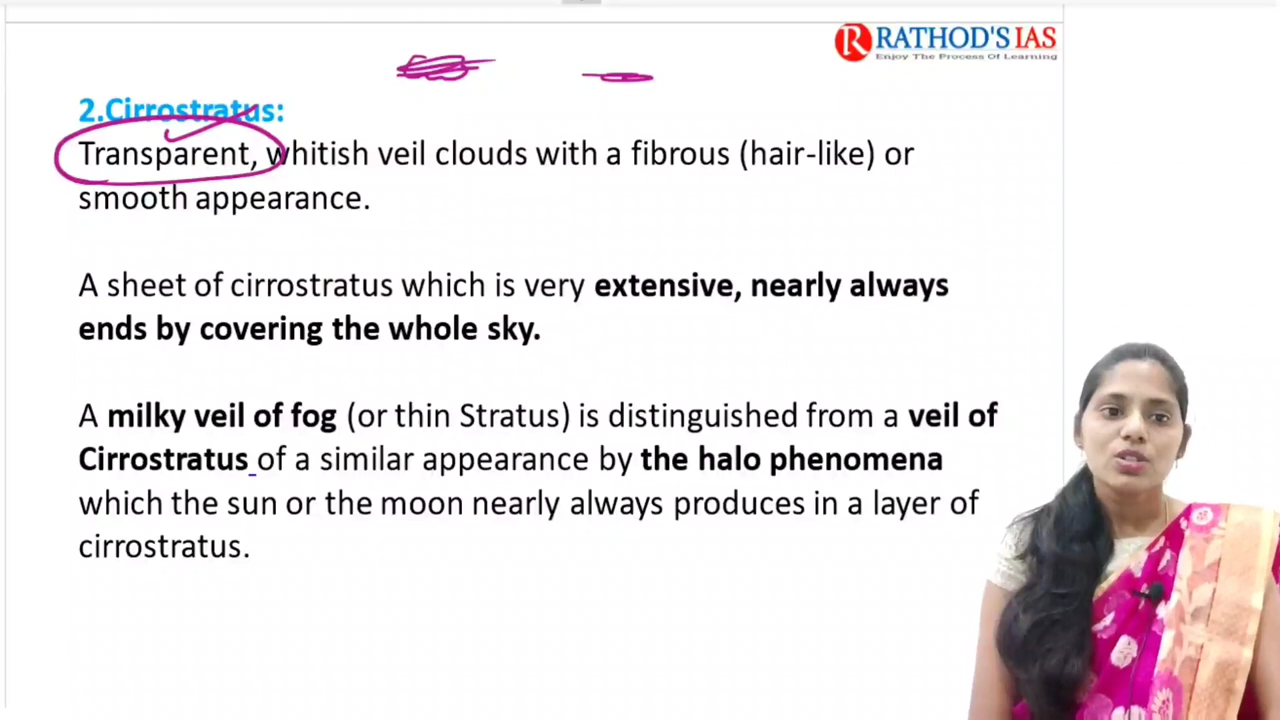 RATHOD'S IAS
Enjoy The Process Of Learning
2.Cirrostratus:
Transparent, whitish veil clouds with a fibrous (hair-like) or
smooth appearance.
A sheet of cirrostratus which is very extensive, nearly always
ends by covering the whole sky.
A milky veil of fog (or thin Stratus) is distinguished from a veil of
Cirrostratus of a similar appearance by the halo phenomena
which the sun or the moon nearly always produces in a layer of
cirrostratus.